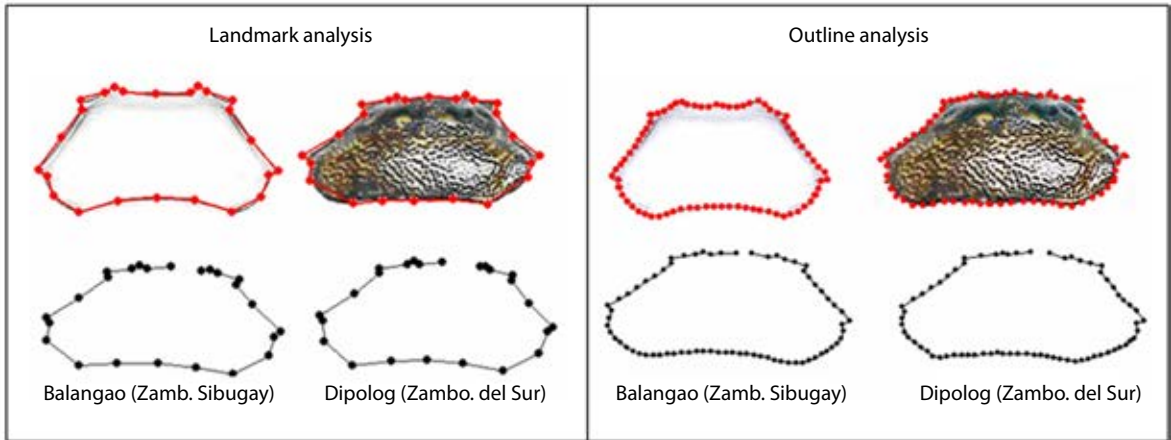 Landmark analysis
Outline analysis
Balangao (Zamb. Sibugay)
Dipolog (Zambo. del Sur)
Balangao (Zamb. Sibugay)
Dipolog (Zambo. del Sur)